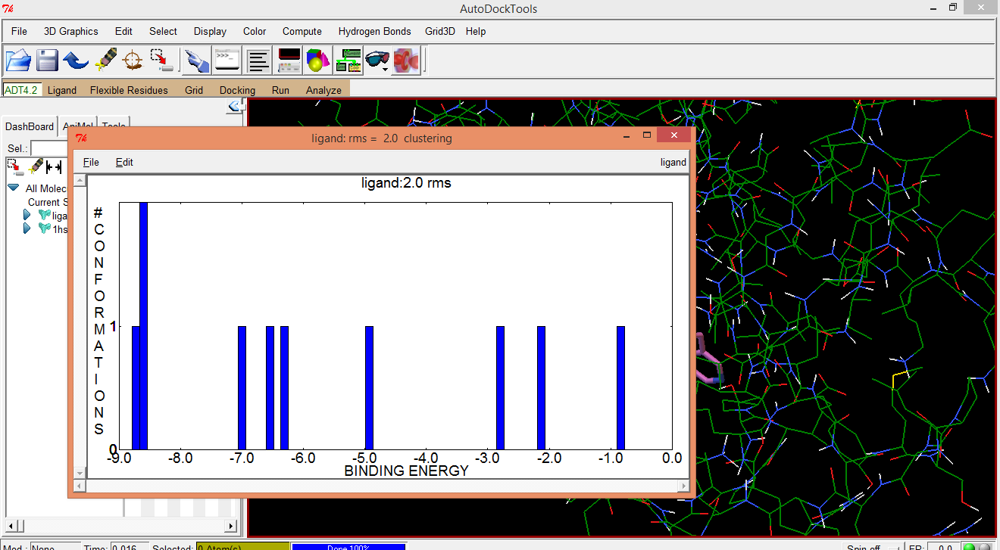 AutoDockTools
File 3D Graphics Edit Select Display Color Compute Hydrogen Bonds Grid3D Help
>>>_
ADT4.2 Ligand Flexible Residues Grid Docking Run Analyze
DashBoard AniMol Tools
Sel.:
All Molec
Current S
liga
1hs
ligand: rms = 2.0 clustering
File Edit ligand
ligand:2.0 rms
#CONFORMATIONS
1
0
-9.0 -8.0 -7.0 -6.0 -5.0 -4.0 -3.0 -2.0 -1.0 0.0
BINDING ENERGY
Mod.: None Time: 0.016 Selected: 0 Atom(s) Done 100% Spin off FR: 0.0